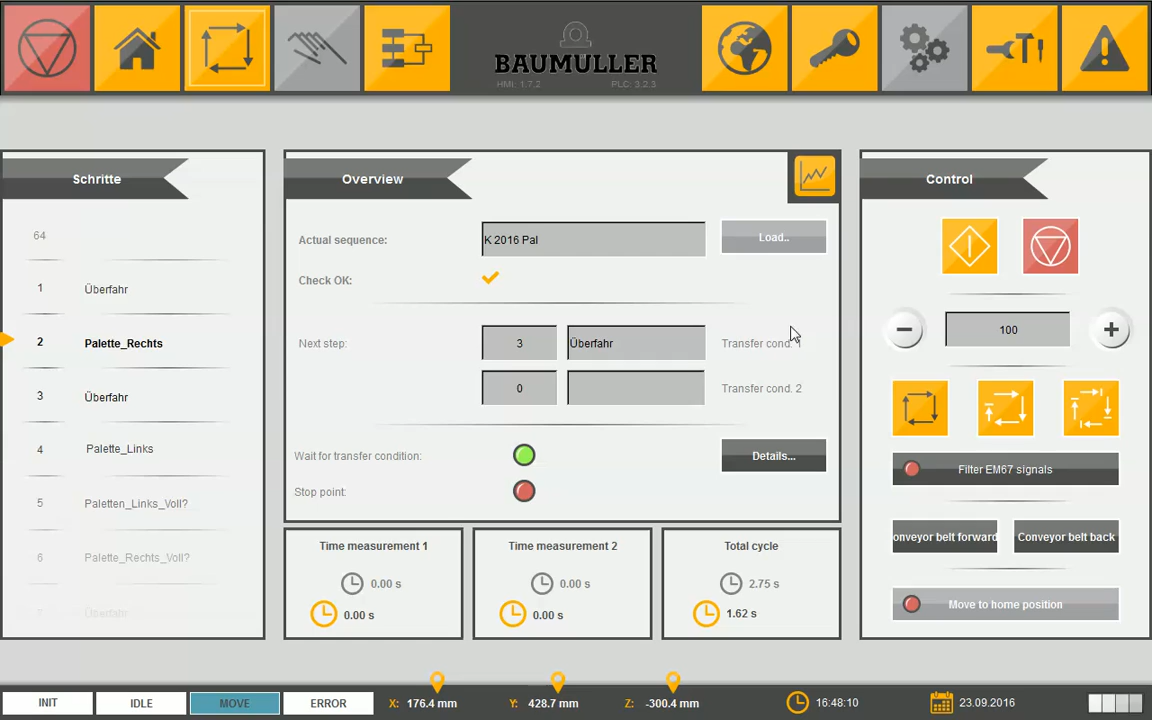 BAUMULLER
HMI: 1.7.2 PLC: 3.2.3
Schritte
64
1 Überfahr
2 Palette_Rechts
3 Überfahr
4 Palette_Links
5 Paletten_Links_Voll?
6 Palette_Rechts_Voll?
7 Überfahr
Overview
Actual sequence: K 2016 Pal Load..
Check OK:
Next step: 3 Überfahr Transfer cond. 1
0 Transfer cond. 2
Wait for transfer condition: Details...
Stop point:
Time measurement 1
0.00 s
0.00 s
Time measurement 2
0.00 s
0.00 s
Total cycle
2.75 s
1.62 s
Control
100
Filter EM67 signals
onveyor belt forward Conveyor belt back
Move to home position
INIT IDLE MOVE ERROR X: 176.4 mm Y: 428.7 mm Z: -300.4 mm 16:48:10 23.09.2016